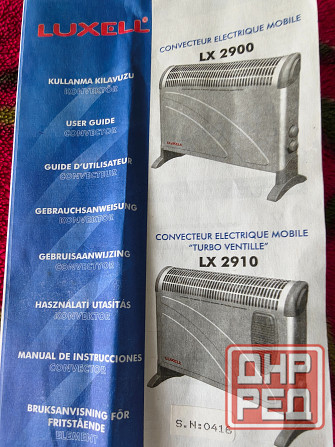 LUXELL
KULLANMA KILAVUZU
KONVEKTÖR
USER GUIDE
CONVECTOR
GUIDE D'UTILISATEUR
CONVECTEUR
GEBRAUCHSANWEISUNG
KONVEKTOR
GEBRUIKSAANWIJZING
CONVECTOR
HASZNÁLATI UTASÍTÁS
KONVEKTOR
MANUAL DE INSTRUCCIONES
CONVECTOR
BRUKSANVISNING FÖR
FRITSTÅENDE
ELEMENT
CONVECTEUR ELECTRIQUE MOBILE
LX 2900
LUXELL
CONVECTEUR ELECTRIQUE MOBILE
"TURBO VENTILLE"
LX 2910
LUXELL
S.N:0416
ДНР
РЕД